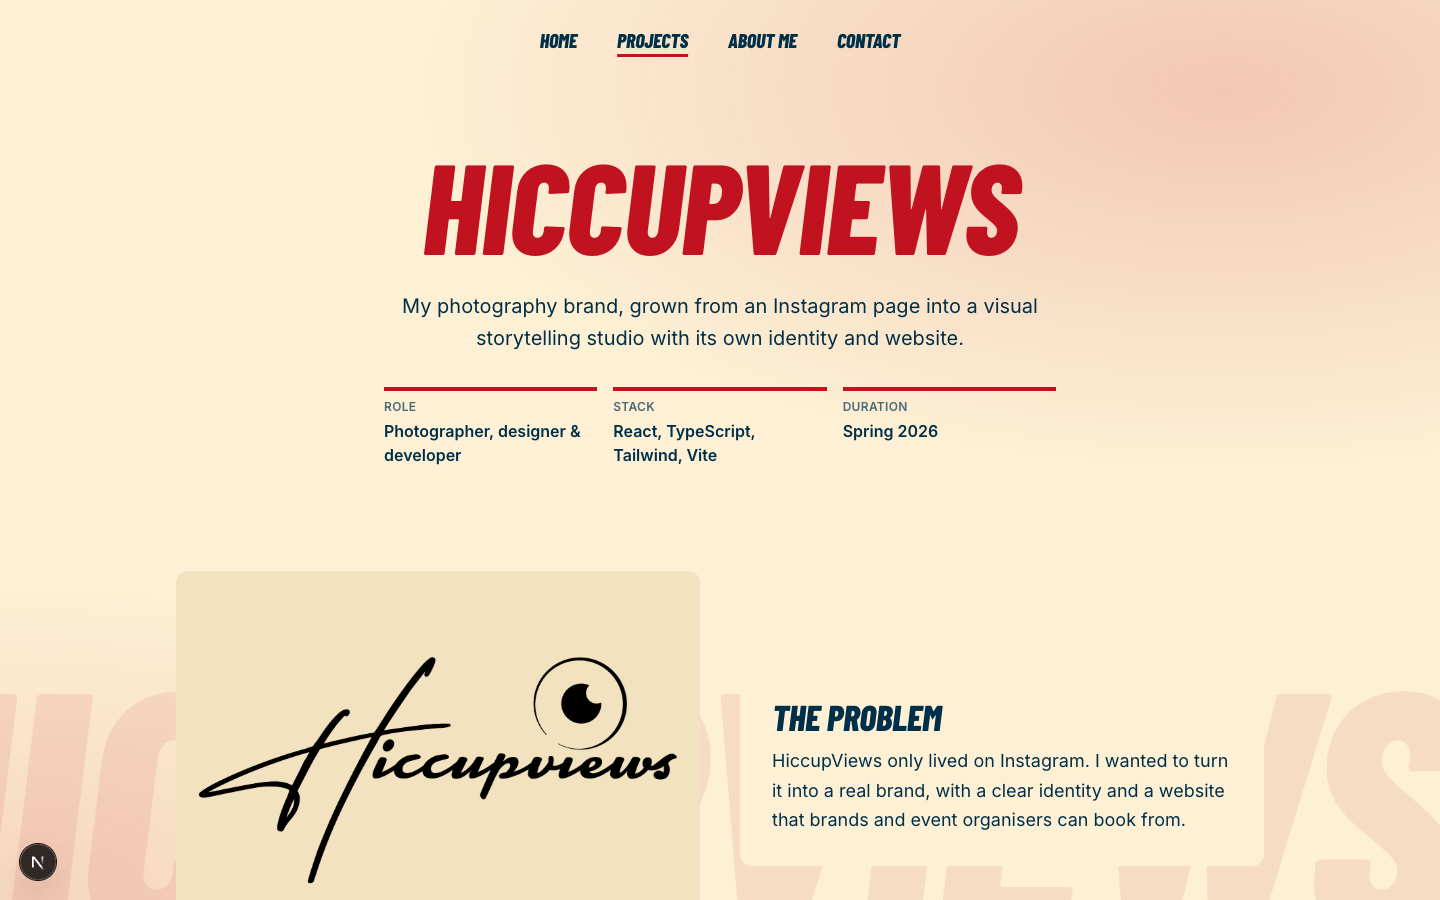 HOME PROJECTS ABOUT ME CONTACT
HICCUPVIEWS
My photography brand, grown from an Instagram page into a visual
storytelling studio with its own identity and website.
ROLE
Photographer, designer &
developer
STACK
React, TypeScript,
Tailwind, Vite
DURATION
Spring 2026
Hiccupviews
THE PROBLEM
HiccupViews only lived on Instagram. I wanted to turn
it into a real brand, with a clear identity and a website
that brands and event organisers can book from.
N